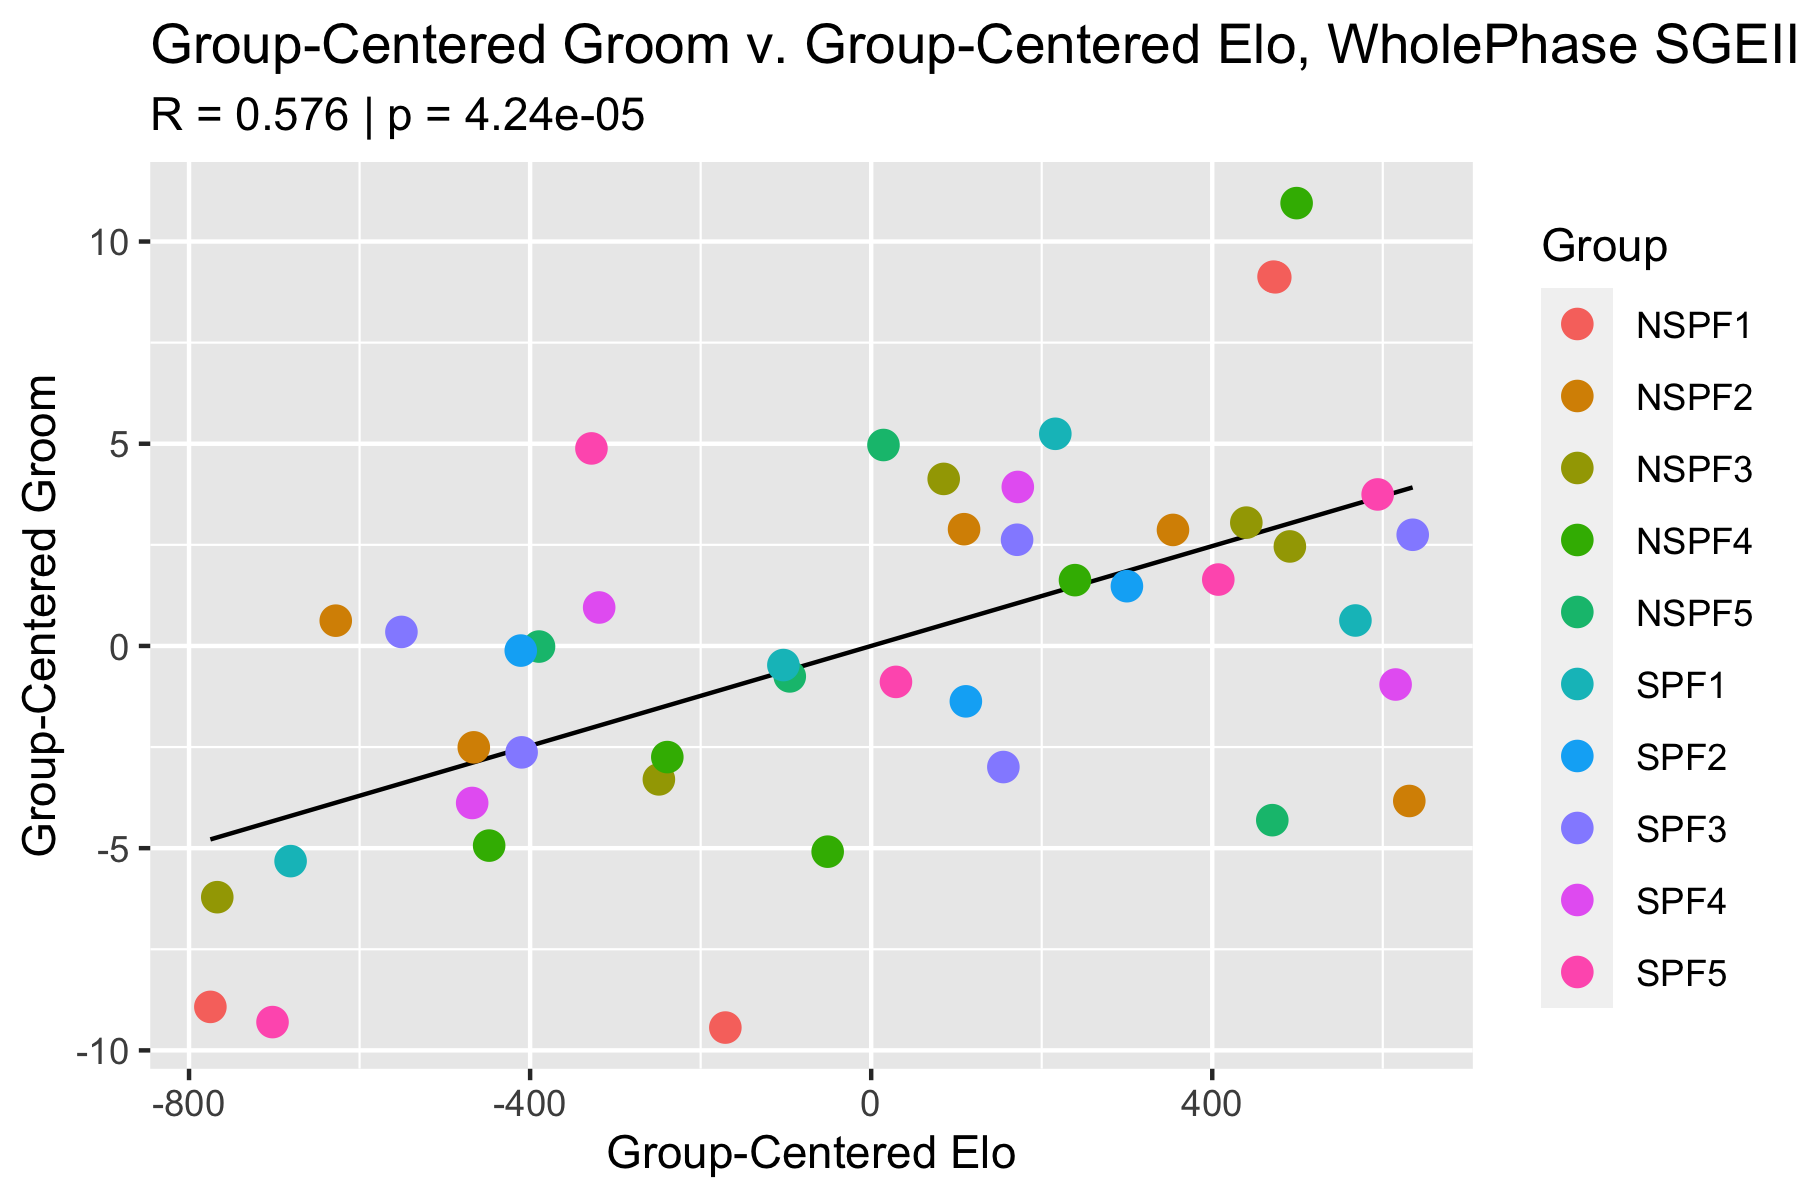 Group-Centered Groom v. Group-Centered Elo, WholePhase SGEII
R = 0.576 | p = 4.24e-05
Group-Centered Groom
10
5
0
-5
-10
-800
-400
0
400
Group-Centered Elo
Group
NSPF1
NSPF2
NSPF3
NSPF4
NSPF5
SPF1
SPF2
SPF3
SPF4
SPF5